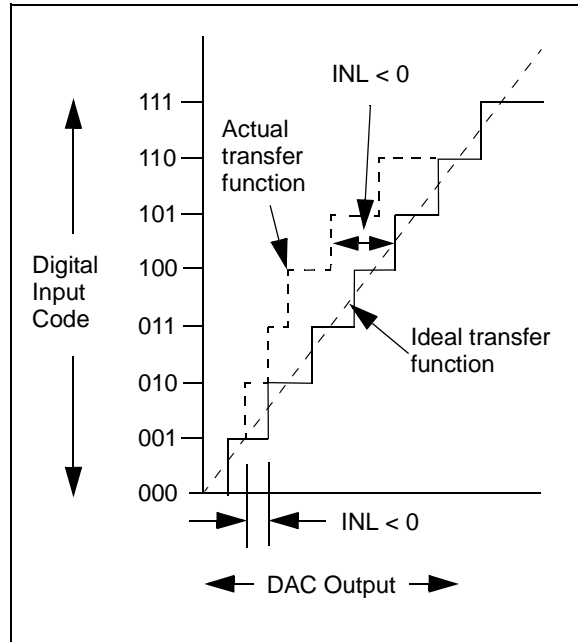 INL < 0
111
Actual
transfer
function
110
101
100
Digital
Input
Code
011
Ideal transfer
function
010
001
000
INL < 0
DAC Output